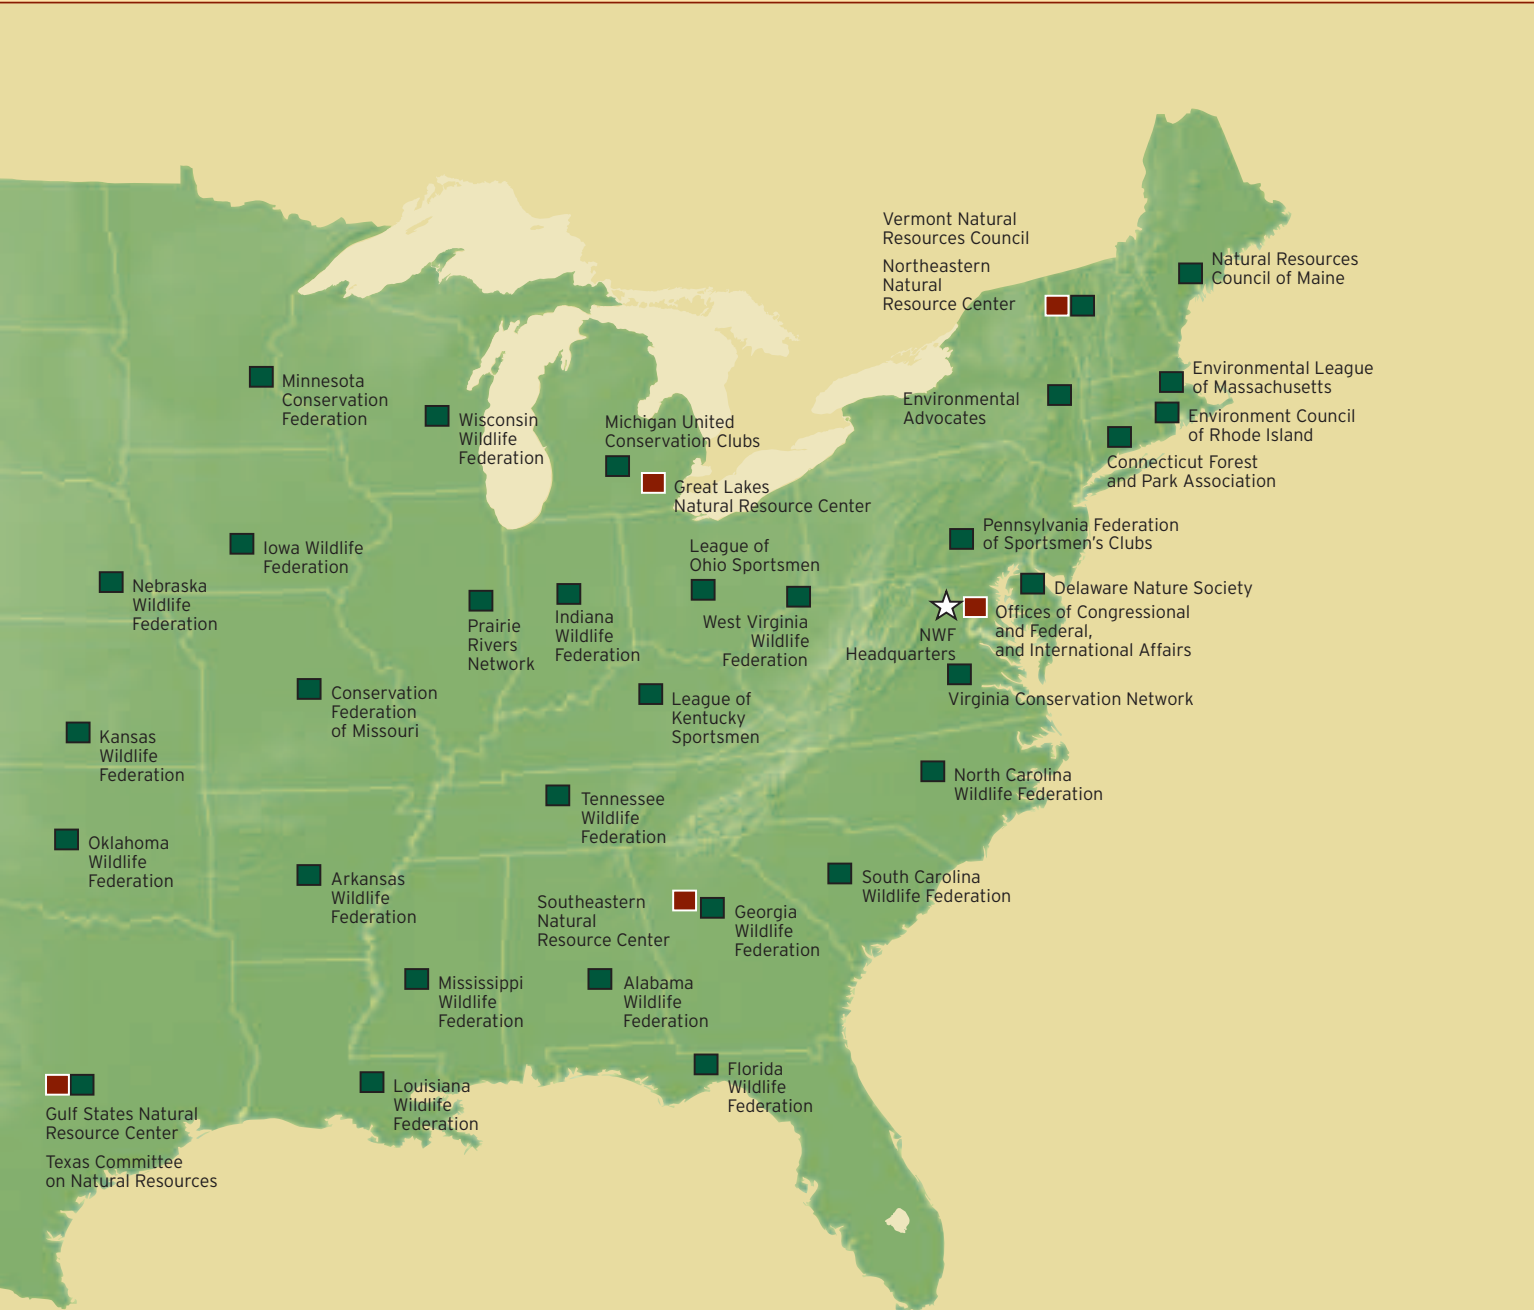 Vermont Natural
Resources Council
Northeastern
Natural
Resource Center
Natural Resources
Council of Maine
Environmental League
of Massachusetts
Environment Council
of Rhode Island
Environmental
Advocates
Connecticut Forest
and Park Association
Minnesota
Conservation
Federation
Wisconsin
Wildlife
Federation
Michigan United
Conservation Clubs
Great Lakes
Natural Resource Center
Pennsylvania Federation
of Sportsmen's Clubs
Iowa Wildlife
Federation
League of
Ohio Sportsmen
Nebraska
Wildlife
Federation
Delaware Nature Society
Offices of Congressional
and Federal,
and International Affairs
NWF
Headquarters
Prairie
Rivers
Network
Indiana
Wildlife
Federation
West Virginia
Wildlife
Federation
Virginia Conservation Network
Conservation
Federation
of Missouri
League of
Kentucky
Sportsmen
Kansas
Wildlife
Federation
North Carolina
Wildlife Federation
Tennessee
Wildlife
Federation
Oklahoma
Wildlife
Federation
Arkansas
Wildlife
Federation
South Carolina
Wildlife Federation
Southeastern
Natural
Resource Center
Georgia
Wildlife
Federation
Mississippi
Wildlife
Federation
Alabama
Wildlife
Federation
Florida
Wildlife
Federation
Louisiana
Wildlife
Federation
Gulf States Natural
Resource Center
Texas Committee
on Natural Resources